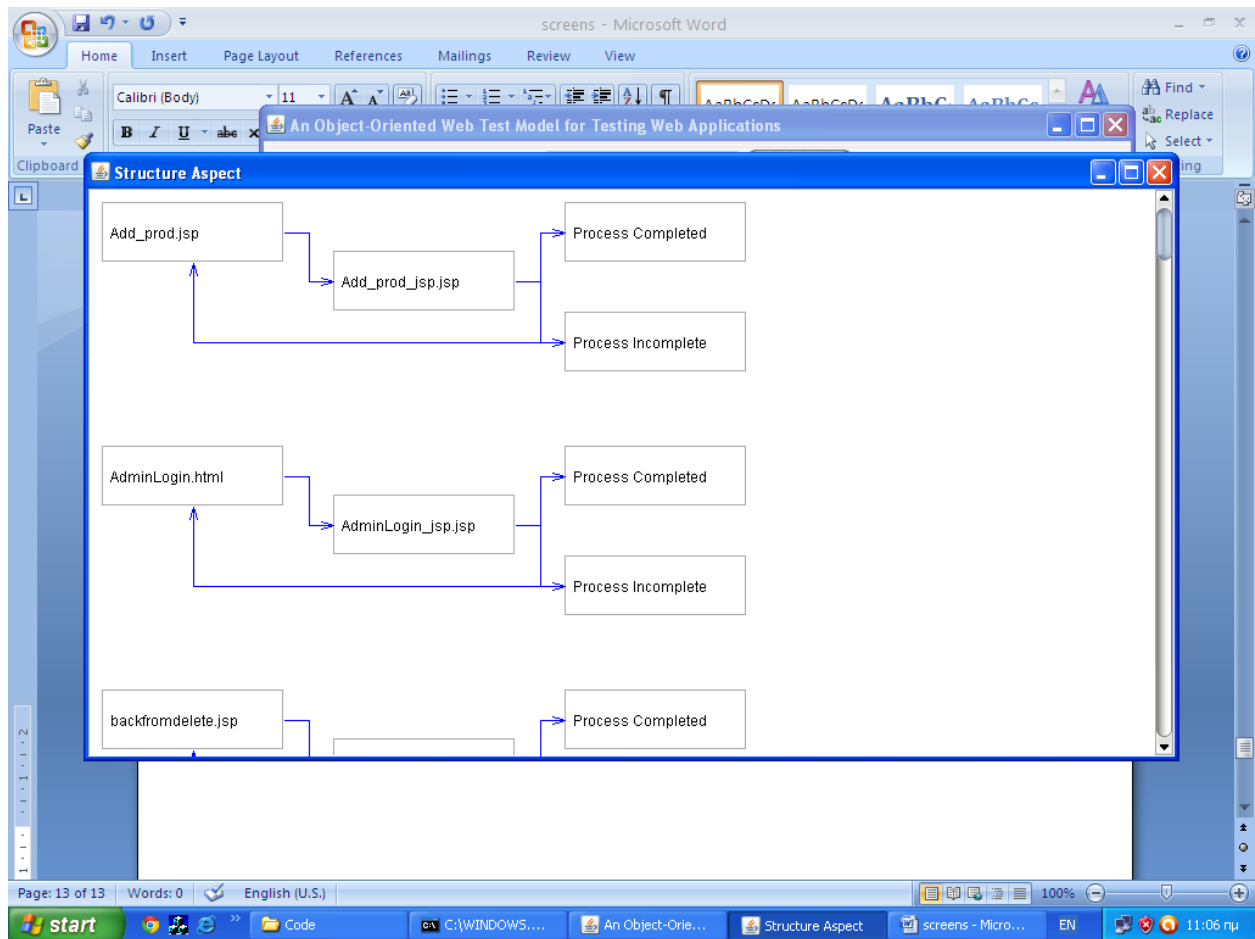 screens - Microsoft Word
Home Insert Page Layout References Mailings Review View
Calibri (Body) 11
Paste
B I U abc
Clipboard
Find
Replace
Select
ing
An Object-Oriented Web Test Model for Testing Web Applications
Structure Aspect
Add_prod.jsp
Process Completed
Add_prod_jsp.jsp
Process Incomplete
AdminLogin.html
Process Completed
AdminLogin_jsp.jsp
Process Incomplete
backfromdelete.jsp
Process Completed
Page: 13 of 13 Words: 0 English (U.S.) 100%
start Code C:\WINDOWS.... An Object-Orie... Structure Aspect screens - Micro... EN 11:06 πμ